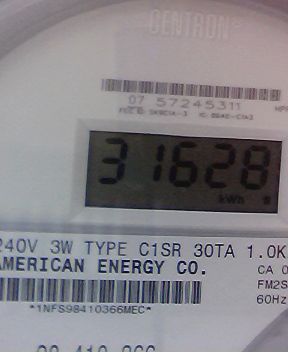 CENTRON
07 57245311
31628
kWh
240V 3W TYPE C1SR 30TA 1.0K
AMERICAN ENERGY CO.
CA 0
FM2S
60Hz
*1NFS98410366MEC*